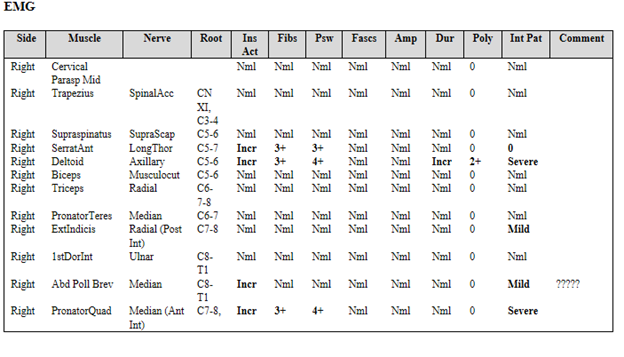 EMG
Side Muscle Nerve Root Ins Act Fibs Psw Fascs Amp Dur Poly Int Pat Comment
Right Cervical Parasp Mid Nml Nml Nml Nml Nml Nml 0 Nml
Right Trapezius SpinalAcc CN XI, C3-4 Nml Nml Nml Nml Nml Nml 0 Nml
Right Supraspinatus SupraScap C5-6 Nml Nml Nml Nml Nml Nml 0 Nml
Right SerratAnt LongThor C5-7 Incr 3+ 3+ Nml Nml Nml 0 0
Right Deltoid Axillary C5-6 Incr 3+ 4+ Nml Nml Incr 2+ Severe
Right Biceps Musculocut C5-6 Nml Nml Nml Nml Nml Nml 0 Nml
Right Triceps Radial C6-7-8 Nml Nml Nml Nml Nml Nml 0 Nml
Right PronatorTeres Median C6-7 Nml Nml Nml Nml Nml Nml 0 Nml
Right ExtIndicis Radial (Post Int) C7-8 Nml Nml Nml Nml Nml Nml 0 Mild
Right 1stDorInt Ulnar C8-T1 Nml Nml Nml Nml Nml Nml 0 Nml
Right Abd Poll Brev Median C8-T1 Incr Nml Nml Nml Nml Nml 0 Mild ?????
Right PronatorQuad Median (Ant Int) C7-8, Incr 3+ 4+ Nml Nml Nml 0 Severe